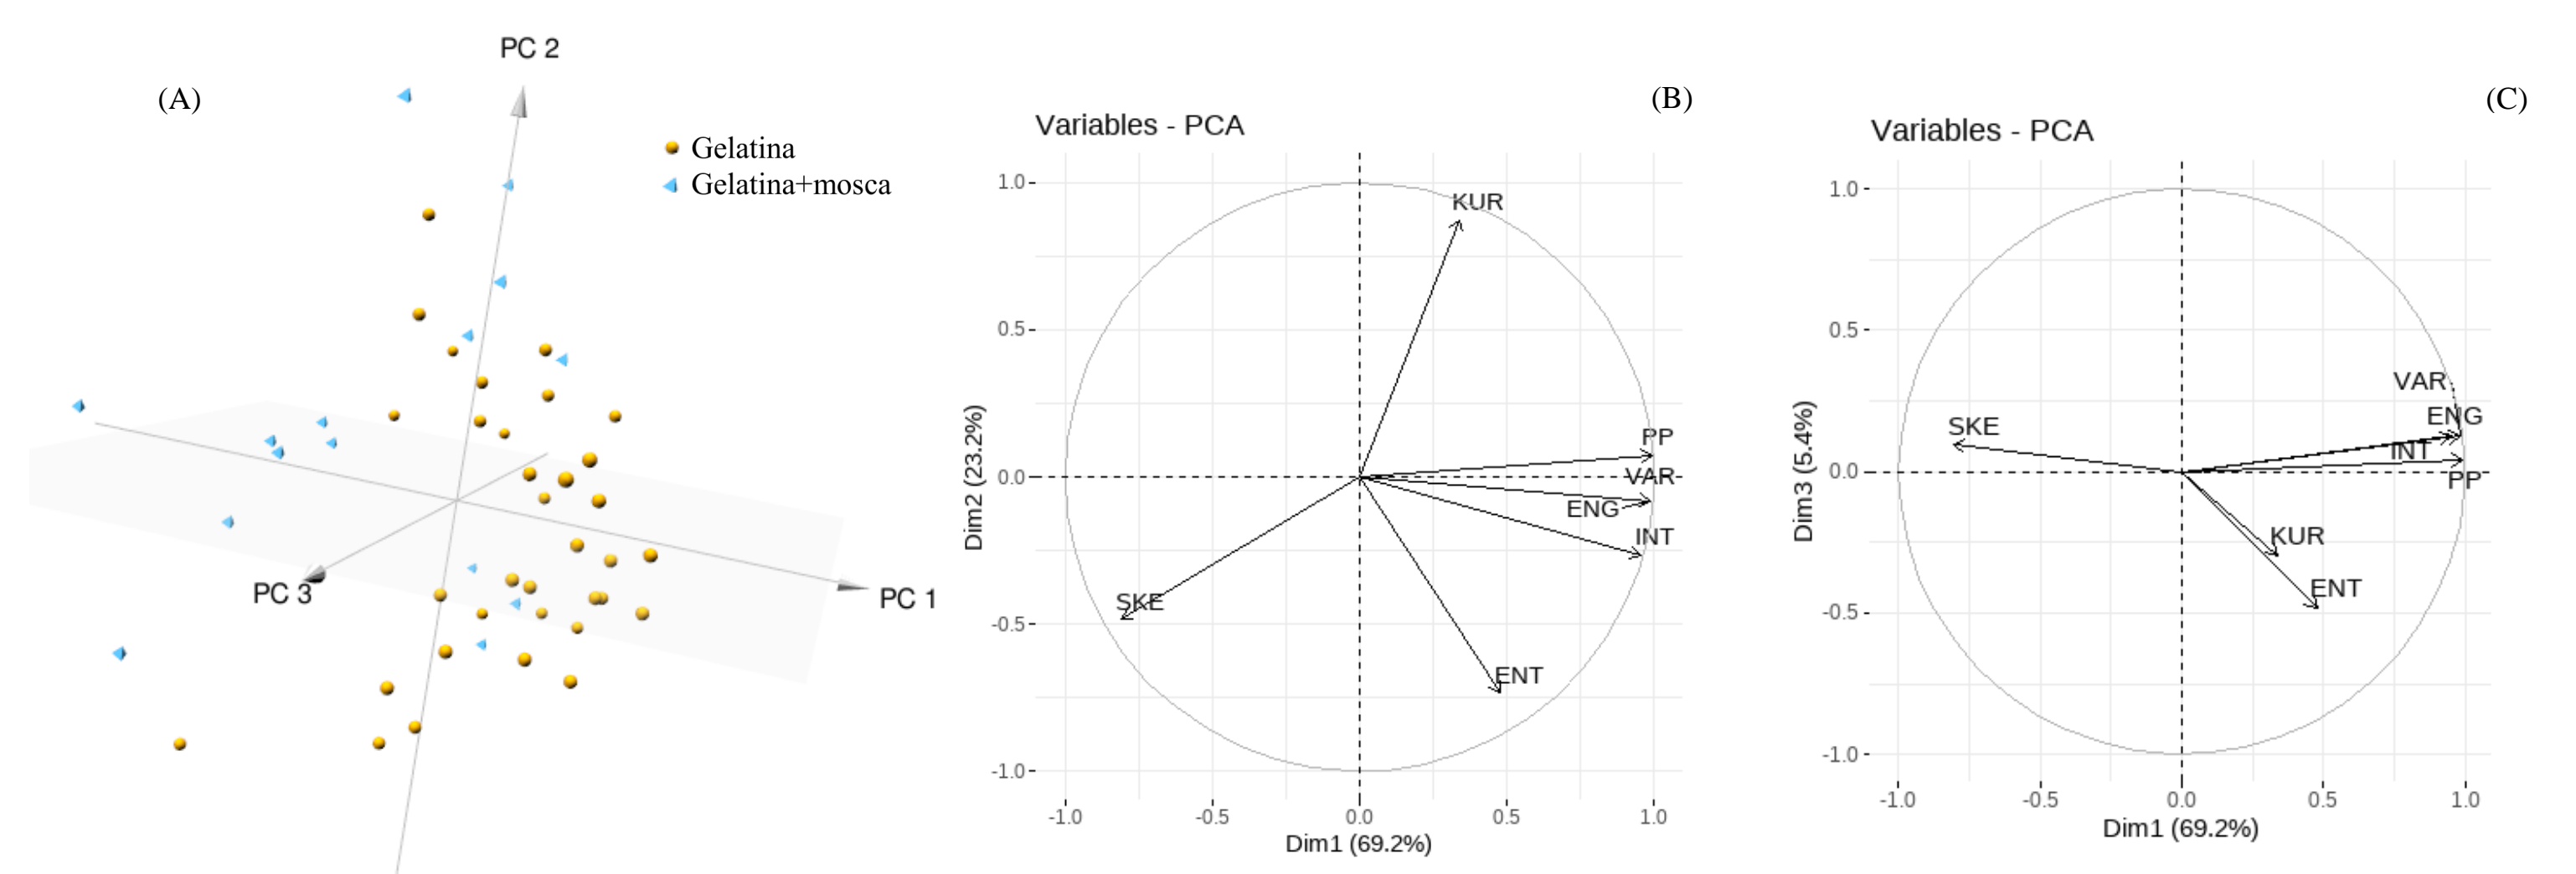 (A)
PC 2
Gelatina
Gelatina+mosca
PC 3
PC 1
(B)
Variables - PCA
1.0
0.5
0.0
-0.5
-1.0
Dim2 (23.2%)
KUR
PP
VAR
ENG
INT
SKE
ENT
-1.0 -0.5 0.0 0.5 1.0
Dim1 (69.2%)
(C)
Variables - PCA
1.0
0.5
0.0
-0.5
-1.0
Dim3 (5.4%)
VAR
ENG
SKE
INT
PP
KUR
ENT
-1.0 -0.5 0.0 0.5 1.0
Dim1 (69.2%)